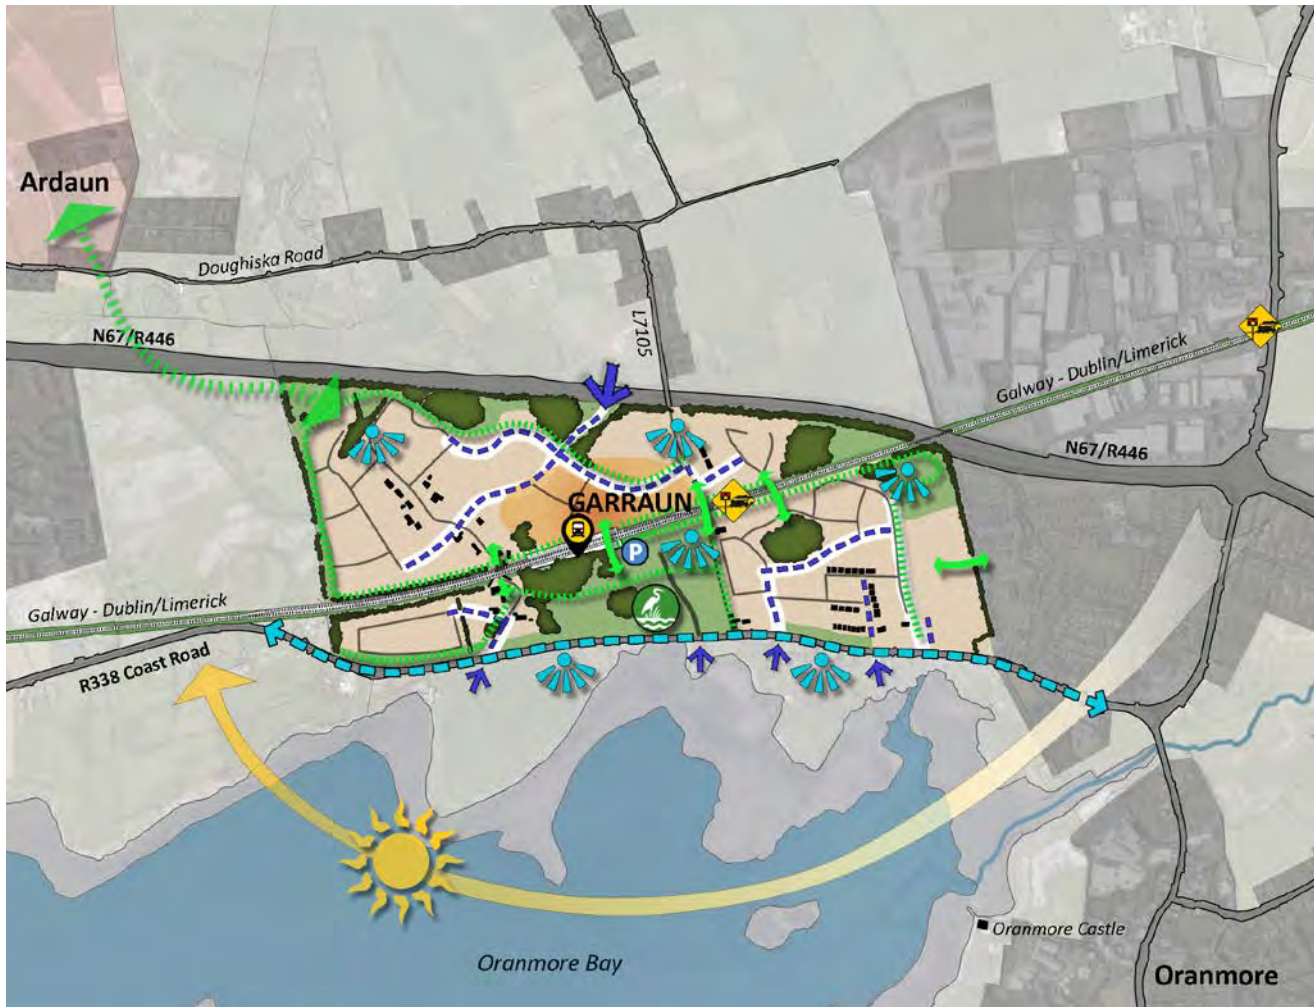 Ardaun
Doughiska Road
N67/R446
L7105
Galway - Dublin/Limerick
N67/R446
GARRAUN
P
Galway - Dublin/Limerick
R338 Coast Road
Oranmore Castle
Oranmore Bay
Oranmore